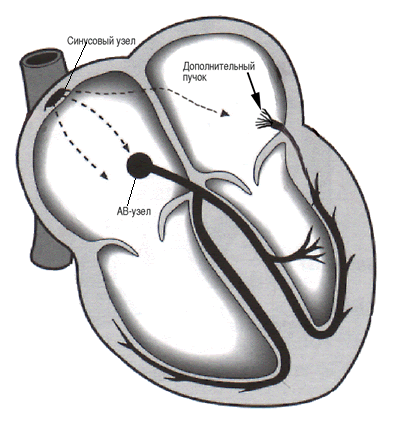 Синусовый узел
Дополнительный
пучок
АВ-узел